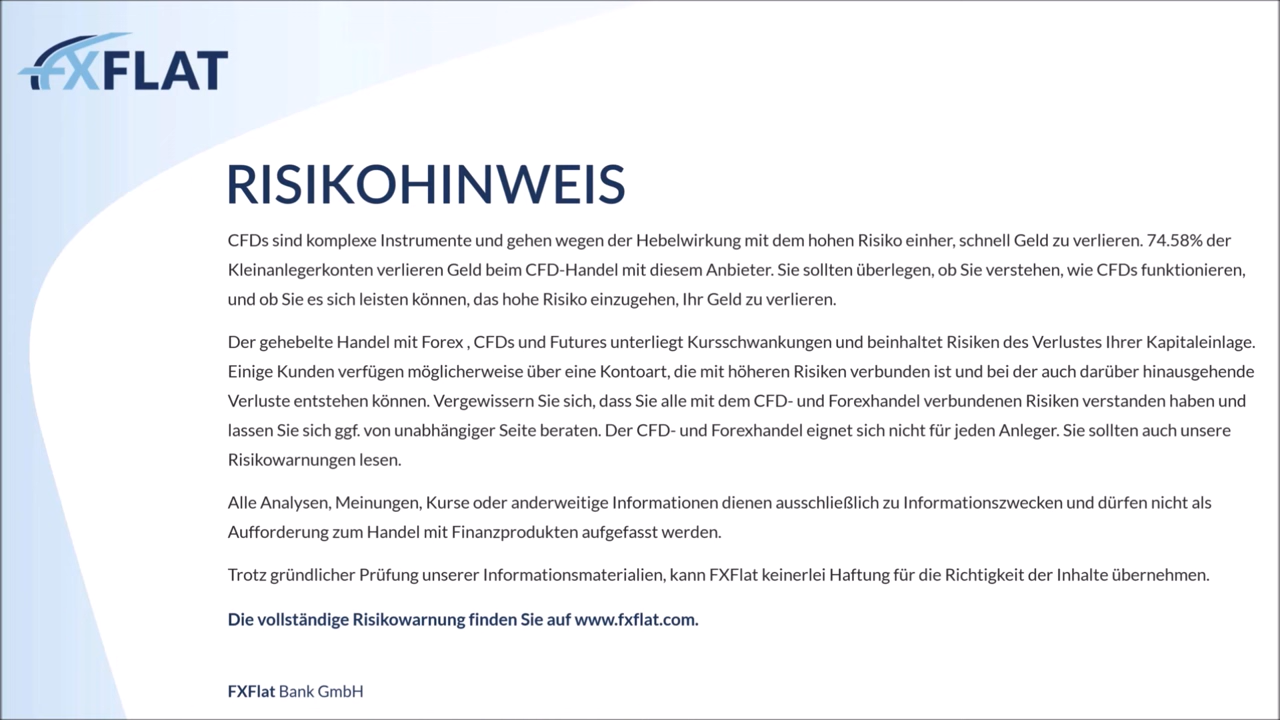 FXFLAT
RISIKOHINWEIS
CFDs sind komplexe Instrumente und gehen wegen der Hebelwirkung mit dem hohen Risiko einher, schnell Geld zu verlieren. 74.58% der
Kleinanlegerkonten verlieren Geld beim CFD-Handel mit diesem Anbieter. Sie sollten überlegen, ob Sie verstehen, wie CFDs funktionieren,
und ob Sie es sich leisten können, das hohe Risiko einzugehen, Ihr Geld zu verlieren.
Der gehebelte Handel mit Forex , CFDs und Futures unterliegt Kursschwankungen und beinhaltet Risiken des Verlustes Ihrer Kapitaleinlage.
Einige Kunden verfügen möglicherweise über eine Kontoart, die mit höheren Risiken verbunden ist und bei der auch darüber hinausgehende
Verluste entstehen können. Vergewissern Sie sich, dass Sie alle mit dem CFD- und Forexhandel verbundenen Risiken verstanden haben und
lassen Sie sich ggf. von unabhängiger Seite beraten. Der CFD- und Forexhandel eignet sich nicht für jeden Anleger. Sie sollten auch unsere
Risikowarnungen lesen.
Alle Analysen, Meinungen, Kurse oder anderweitige Informationen dienen ausschließlich zu Informationszwecken und dürfen nicht als
Aufforderung zum Handel mit Finanzprodukten aufgefasst werden.
Trotz gründlicher Prüfung unserer Informationsmaterialien, kann FXFlat keinerlei Haftung für die Richtigkeit der Inhalte übernehmen.
Die vollständige Risikowarnung finden Sie auf www.fxflat.com.
FXFlat Bank GmbH